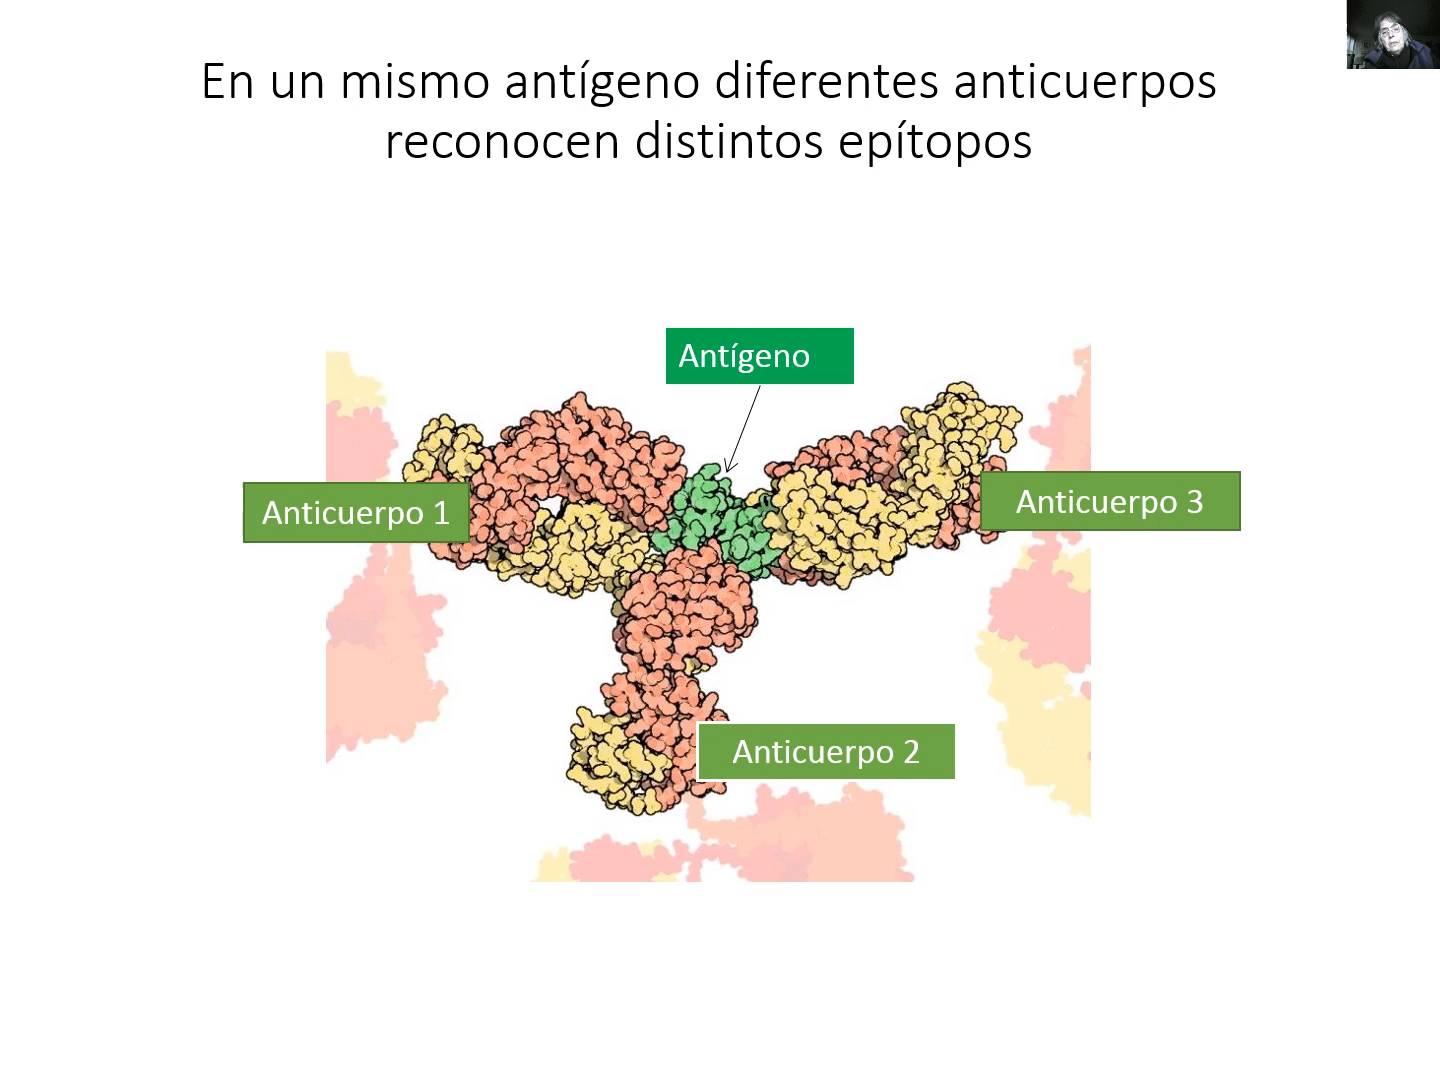 En un mismo antígeno diferentes anticuerpos
reconocen distintos epítopos
Antígeno
Anticuerpo 1
Anticuerpo 3
Anticuerpo 2